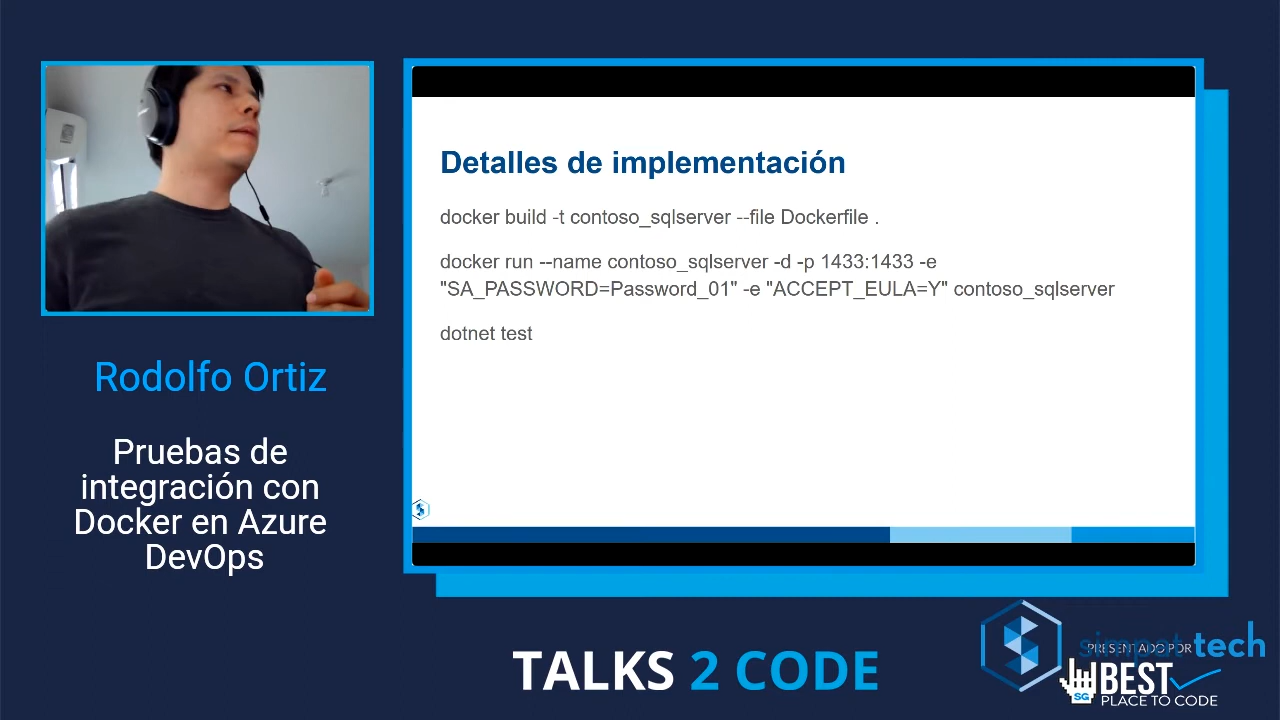 Detalles de implementación
docker build -t contoso_sqlserver --file Dockerfile .
docker run --name contoso_sqlserver -d -p 1433:1433 -e
"SA_PASSWORD=Password_01" -e "ACCEPT_EULA=Y" contoso_sqlserver
dotnet test
Rodolfo Ortiz
Pruebas de
integración con
Docker en Azure
DevOps
TALKS 2 CODE
simpat tech
PRESENTADO POR
SG
BEST
PLACE TO CODE